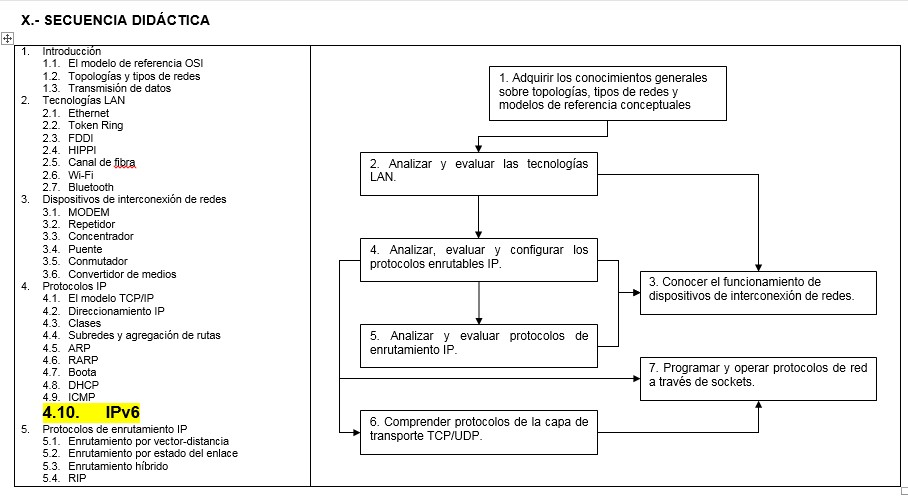 X.- SECUENCIA DIDÁCTICA
1. Introducción
1.1. El modelo de referencia OSI
1.2. Topologías y tipos de redes
1.3. Transmisión de datos
2. Tecnologías LAN
2.1. Ethernet
2.2. Token Ring
2.3. FDDI
2.4. HIPPI
2.5. Canal de fibra
2.6. Wi-Fi
2.7. Bluetooth
3. Dispositivos de interconexión de redes
3.1. MODEM
3.2. Repetidor
3.3. Concentrador
3.4. Puente
3.5. Conmutador
3.6. Convertidor de medios
4. Protocolos IP
4.1. El modelo TCP/IP
4.2. Direccionamiento IP
4.3. Clases
4.4. Subredes y agregación de rutas
4.5. ARP
4.6. RARP
4.7. Boota
4.8. DHCP
4.9. ICMP
4.10. IPv6
5. Protocolos de enrutamiento IP
5.1. Enrutamiento por vector-distancia
5.2. Enrutamiento por estado del enlace
5.3. Enrutamiento híbrido
5.4. RIP
1. Adquirir los conocimientos generales
sobre topologías, tipos de redes y
modelos de referencia conceptuales
2. Analizar y evaluar las tecnologías
LAN.
4. Analizar, evaluar y configurar los
protocolos enrutables IP.
3. Conocer el funcionamiento de
dispositivos de interconexión de redes.
5. Analizar y evaluar protocolos de
enrutamiento IP.
7. Programar y operar protocolos de red
a través de sockets.
6. Comprender protocolos de la capa de
transporte TCP/UDP.